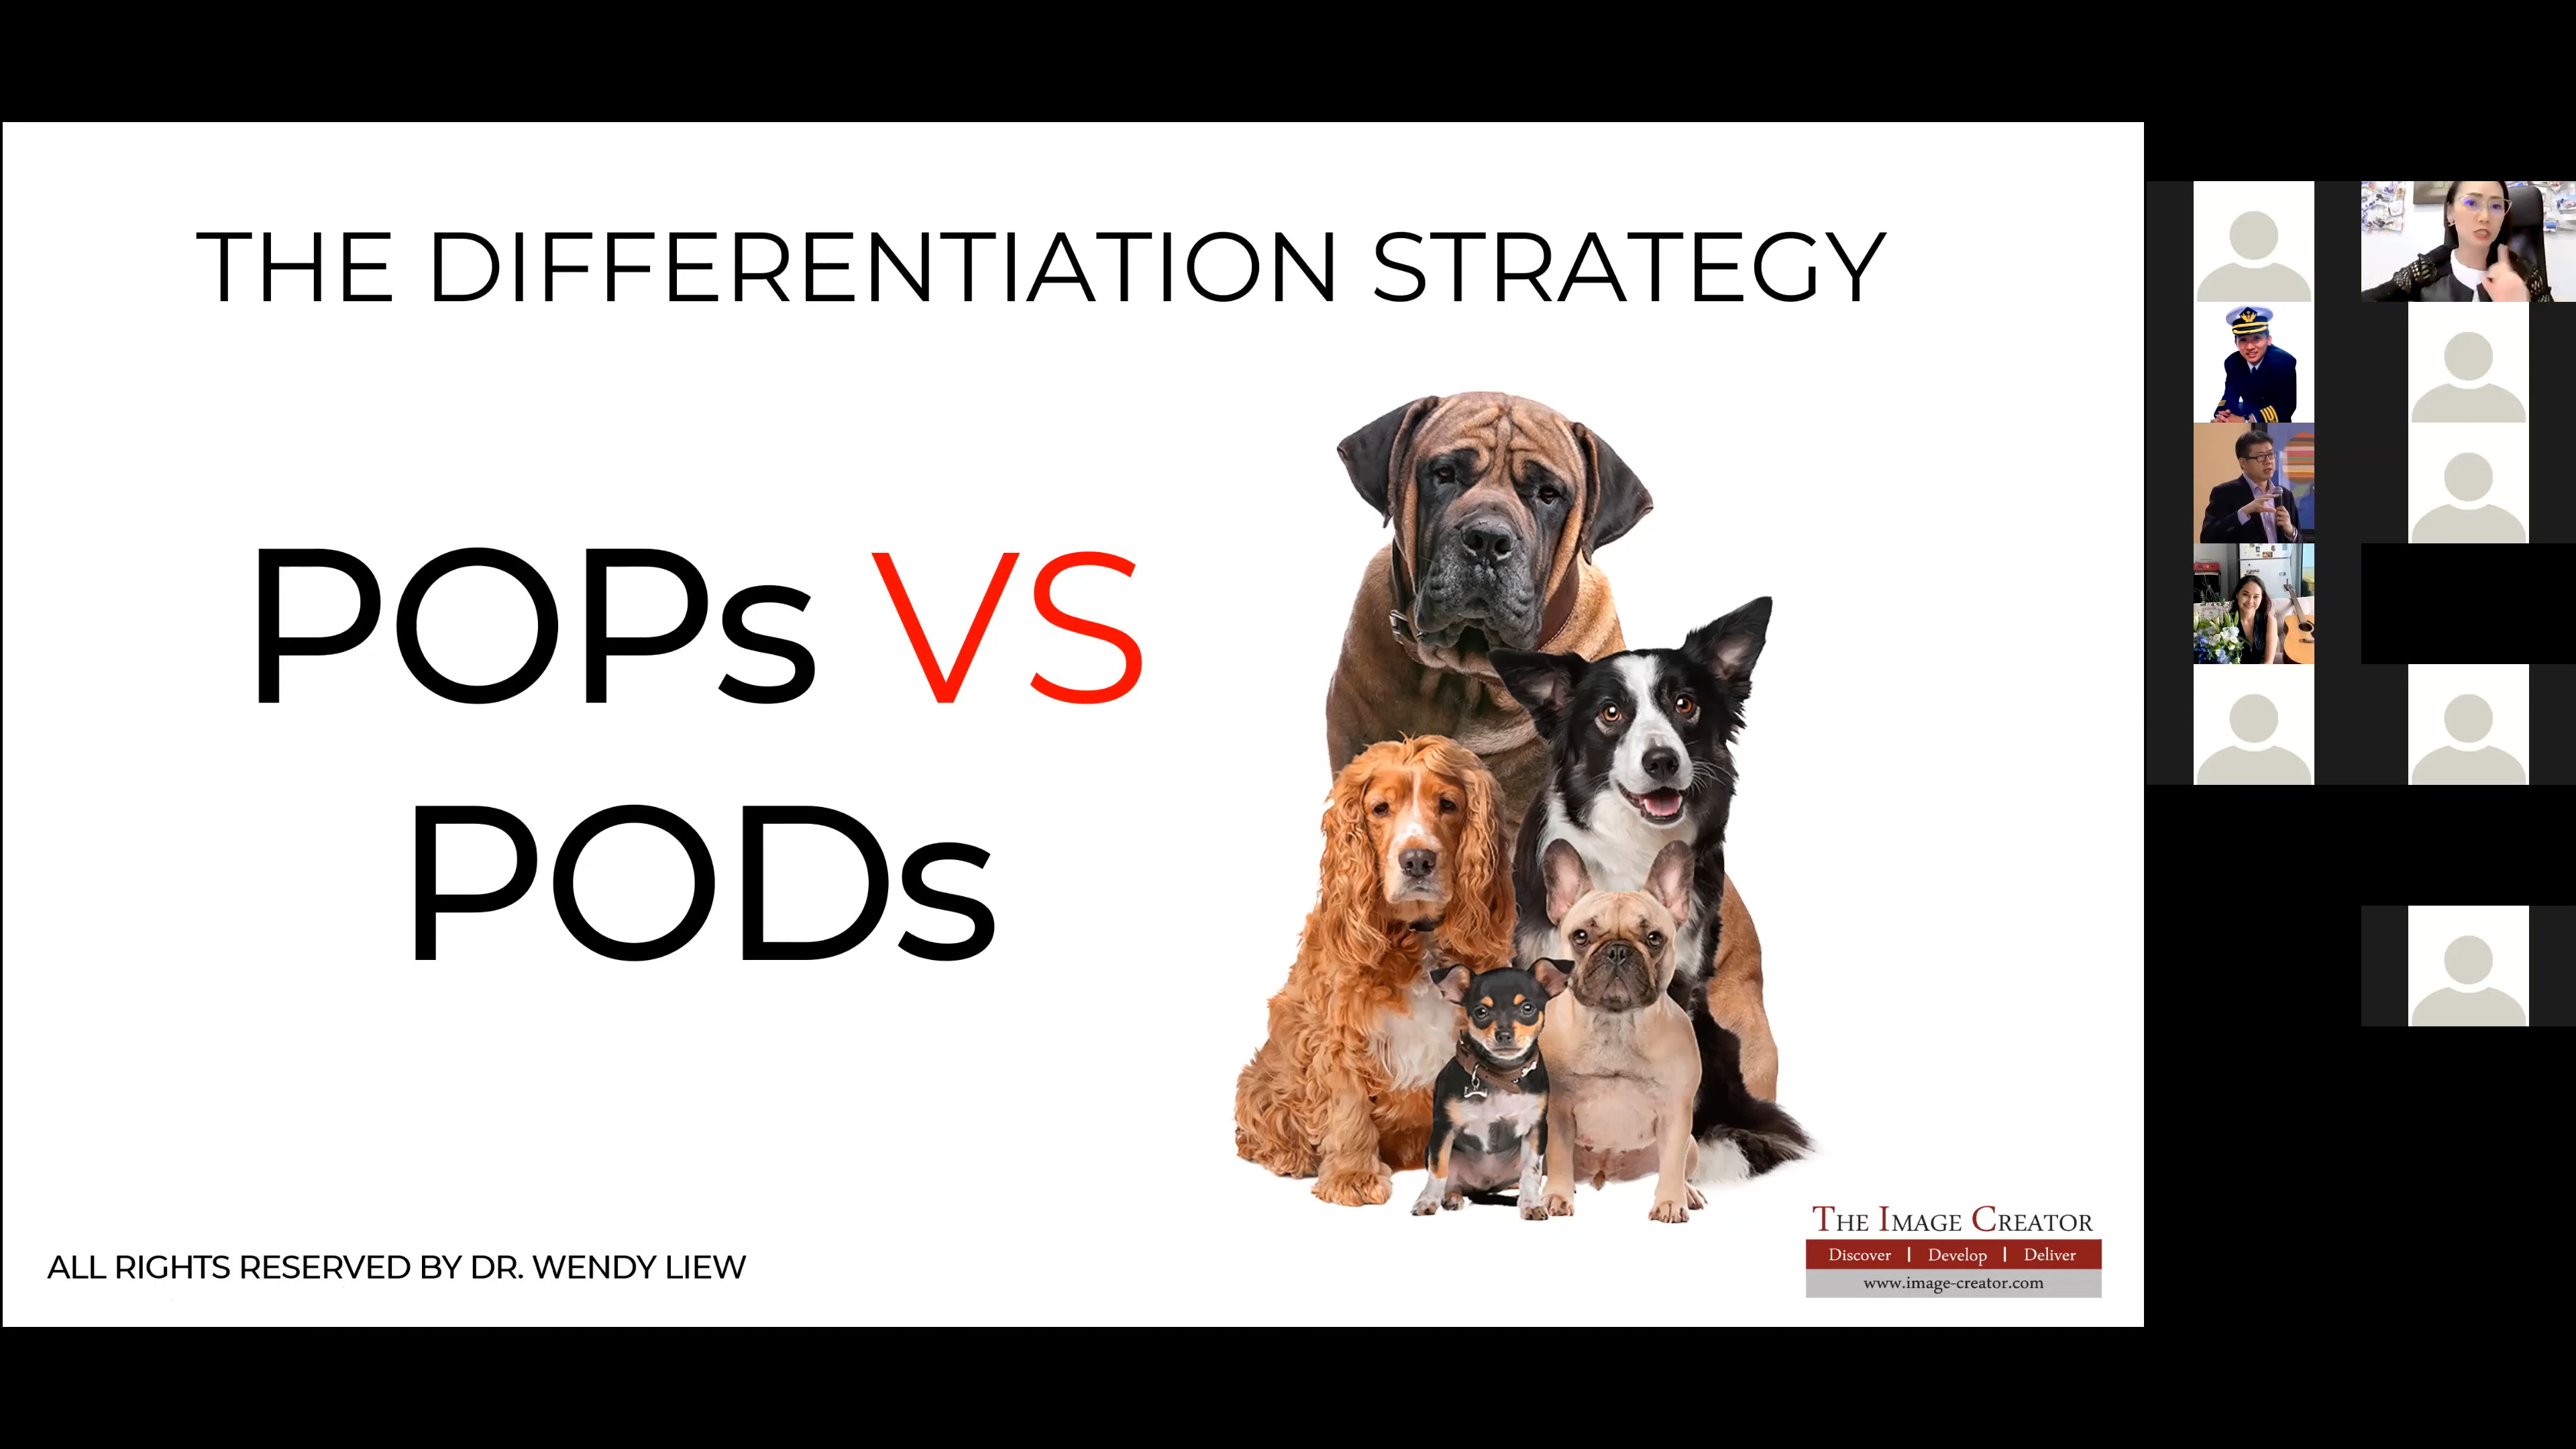 THE DIFFERENTIATION STRATEGY
POPs VS
PODs
ALL RIGHTS RESERVED BY DR. WENDY LIEW
THE IMAGE CREATOR
Discover | Develop | Deliver
www.image-creator.com